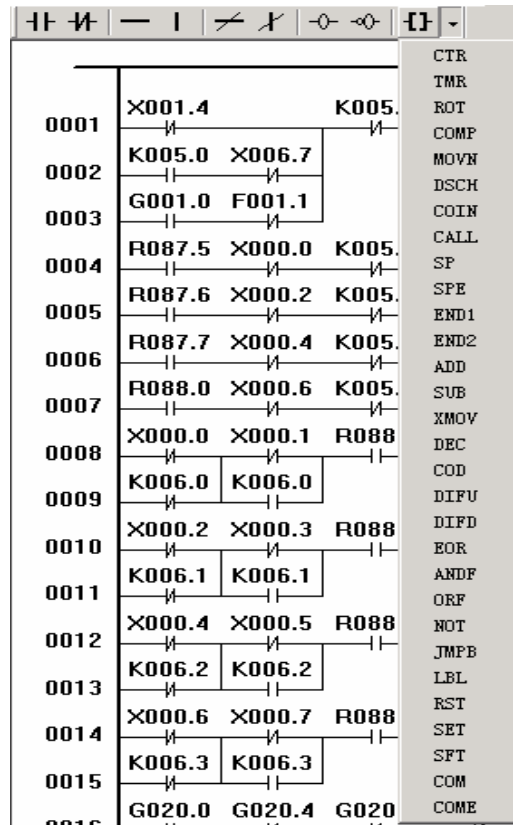 X001.4 K005.
0001
K005.0 X006.7
0002
G001.0 F001.1
0003
R087.5 X000.0 K005.
0004
R087.6 X000.2 K005.
0005
R087.7 X000.4 K005.
0006
R088.0 X000.6 K005.
0007
X000.0 X000.1 R088
0008
K006.0 K006.0
0009
X000.2 X000.3 R088
0010
K006.1 K006.1
0011
X000.4 X000.5 R088
0012
K006.2 K006.2
0013
X000.6 X000.7 R088
0014
K006.3 K006.3
0015
G020.0 G020.4 G020
CTR
TMR
ROT
COMP
MOVN
DSCH
COIN
CALL
SP
SPE
END1
END2
ADD
SUB
XMOV
DEC
COD
DIFU
DIFD
EOR
ANDF
ORF
NOT
JMPB
LBL
RST
SET
SFT
COM
COME